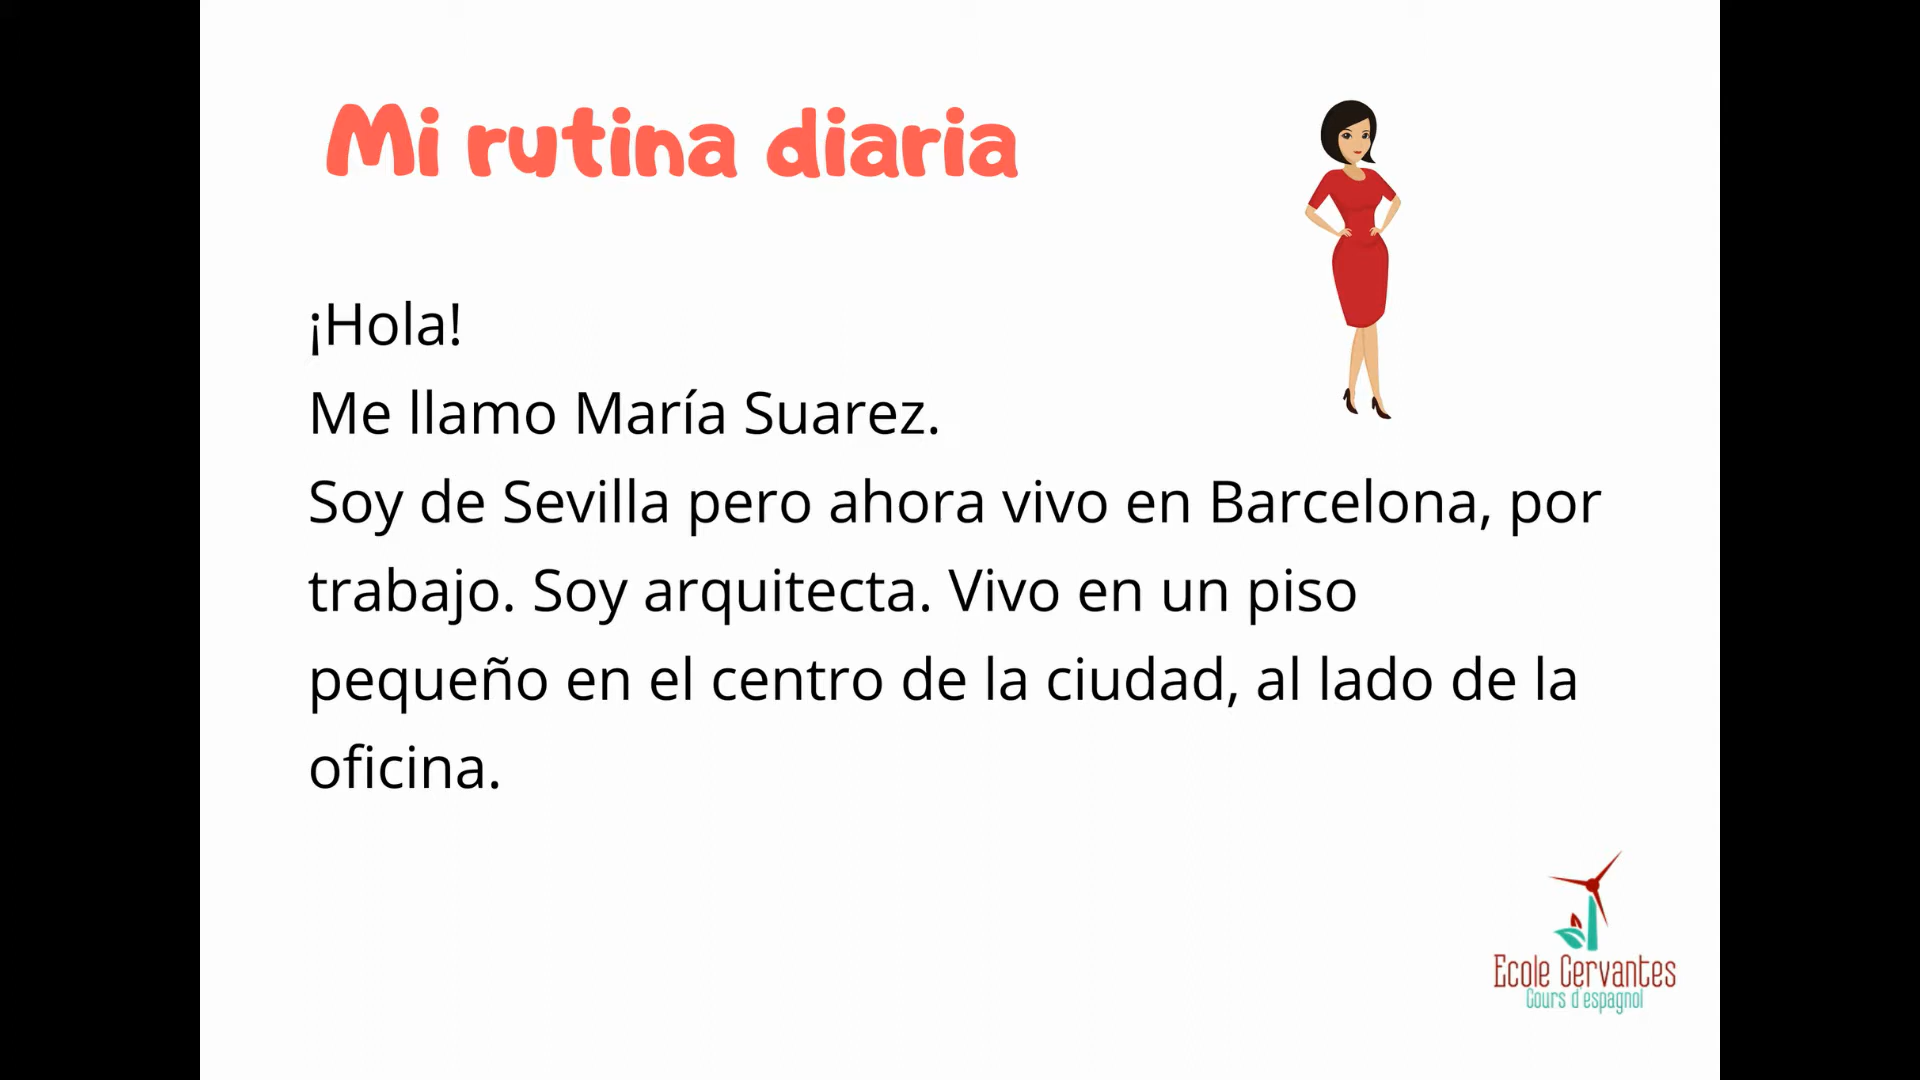 Mi rutina diaria
¡Hola!
Me llamo María Suarez.
Soy de Sevilla pero ahora vivo en Barcelona, por
trabajo. Soy arquitecta. Vivo en un piso
pequeño en el centro de la ciudad, al lado de la
oficina.
Ecole Cervantes
Cours d'espagnol